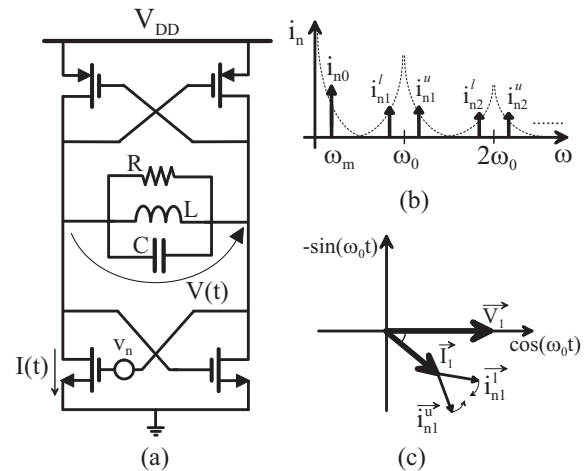 V_DD
R
L
C
V(t)
v_n
I(t)
(a)
i_n
i_n0
i_n1^l
i_n1^u
i_n2^l
i_n2^u
ω_m
ω_0
2ω_0
ω
(b)
-sin(ω_0t)
V_1
cos(ω_0t)
I_1
i_n1^l
i_n1^u
(c)